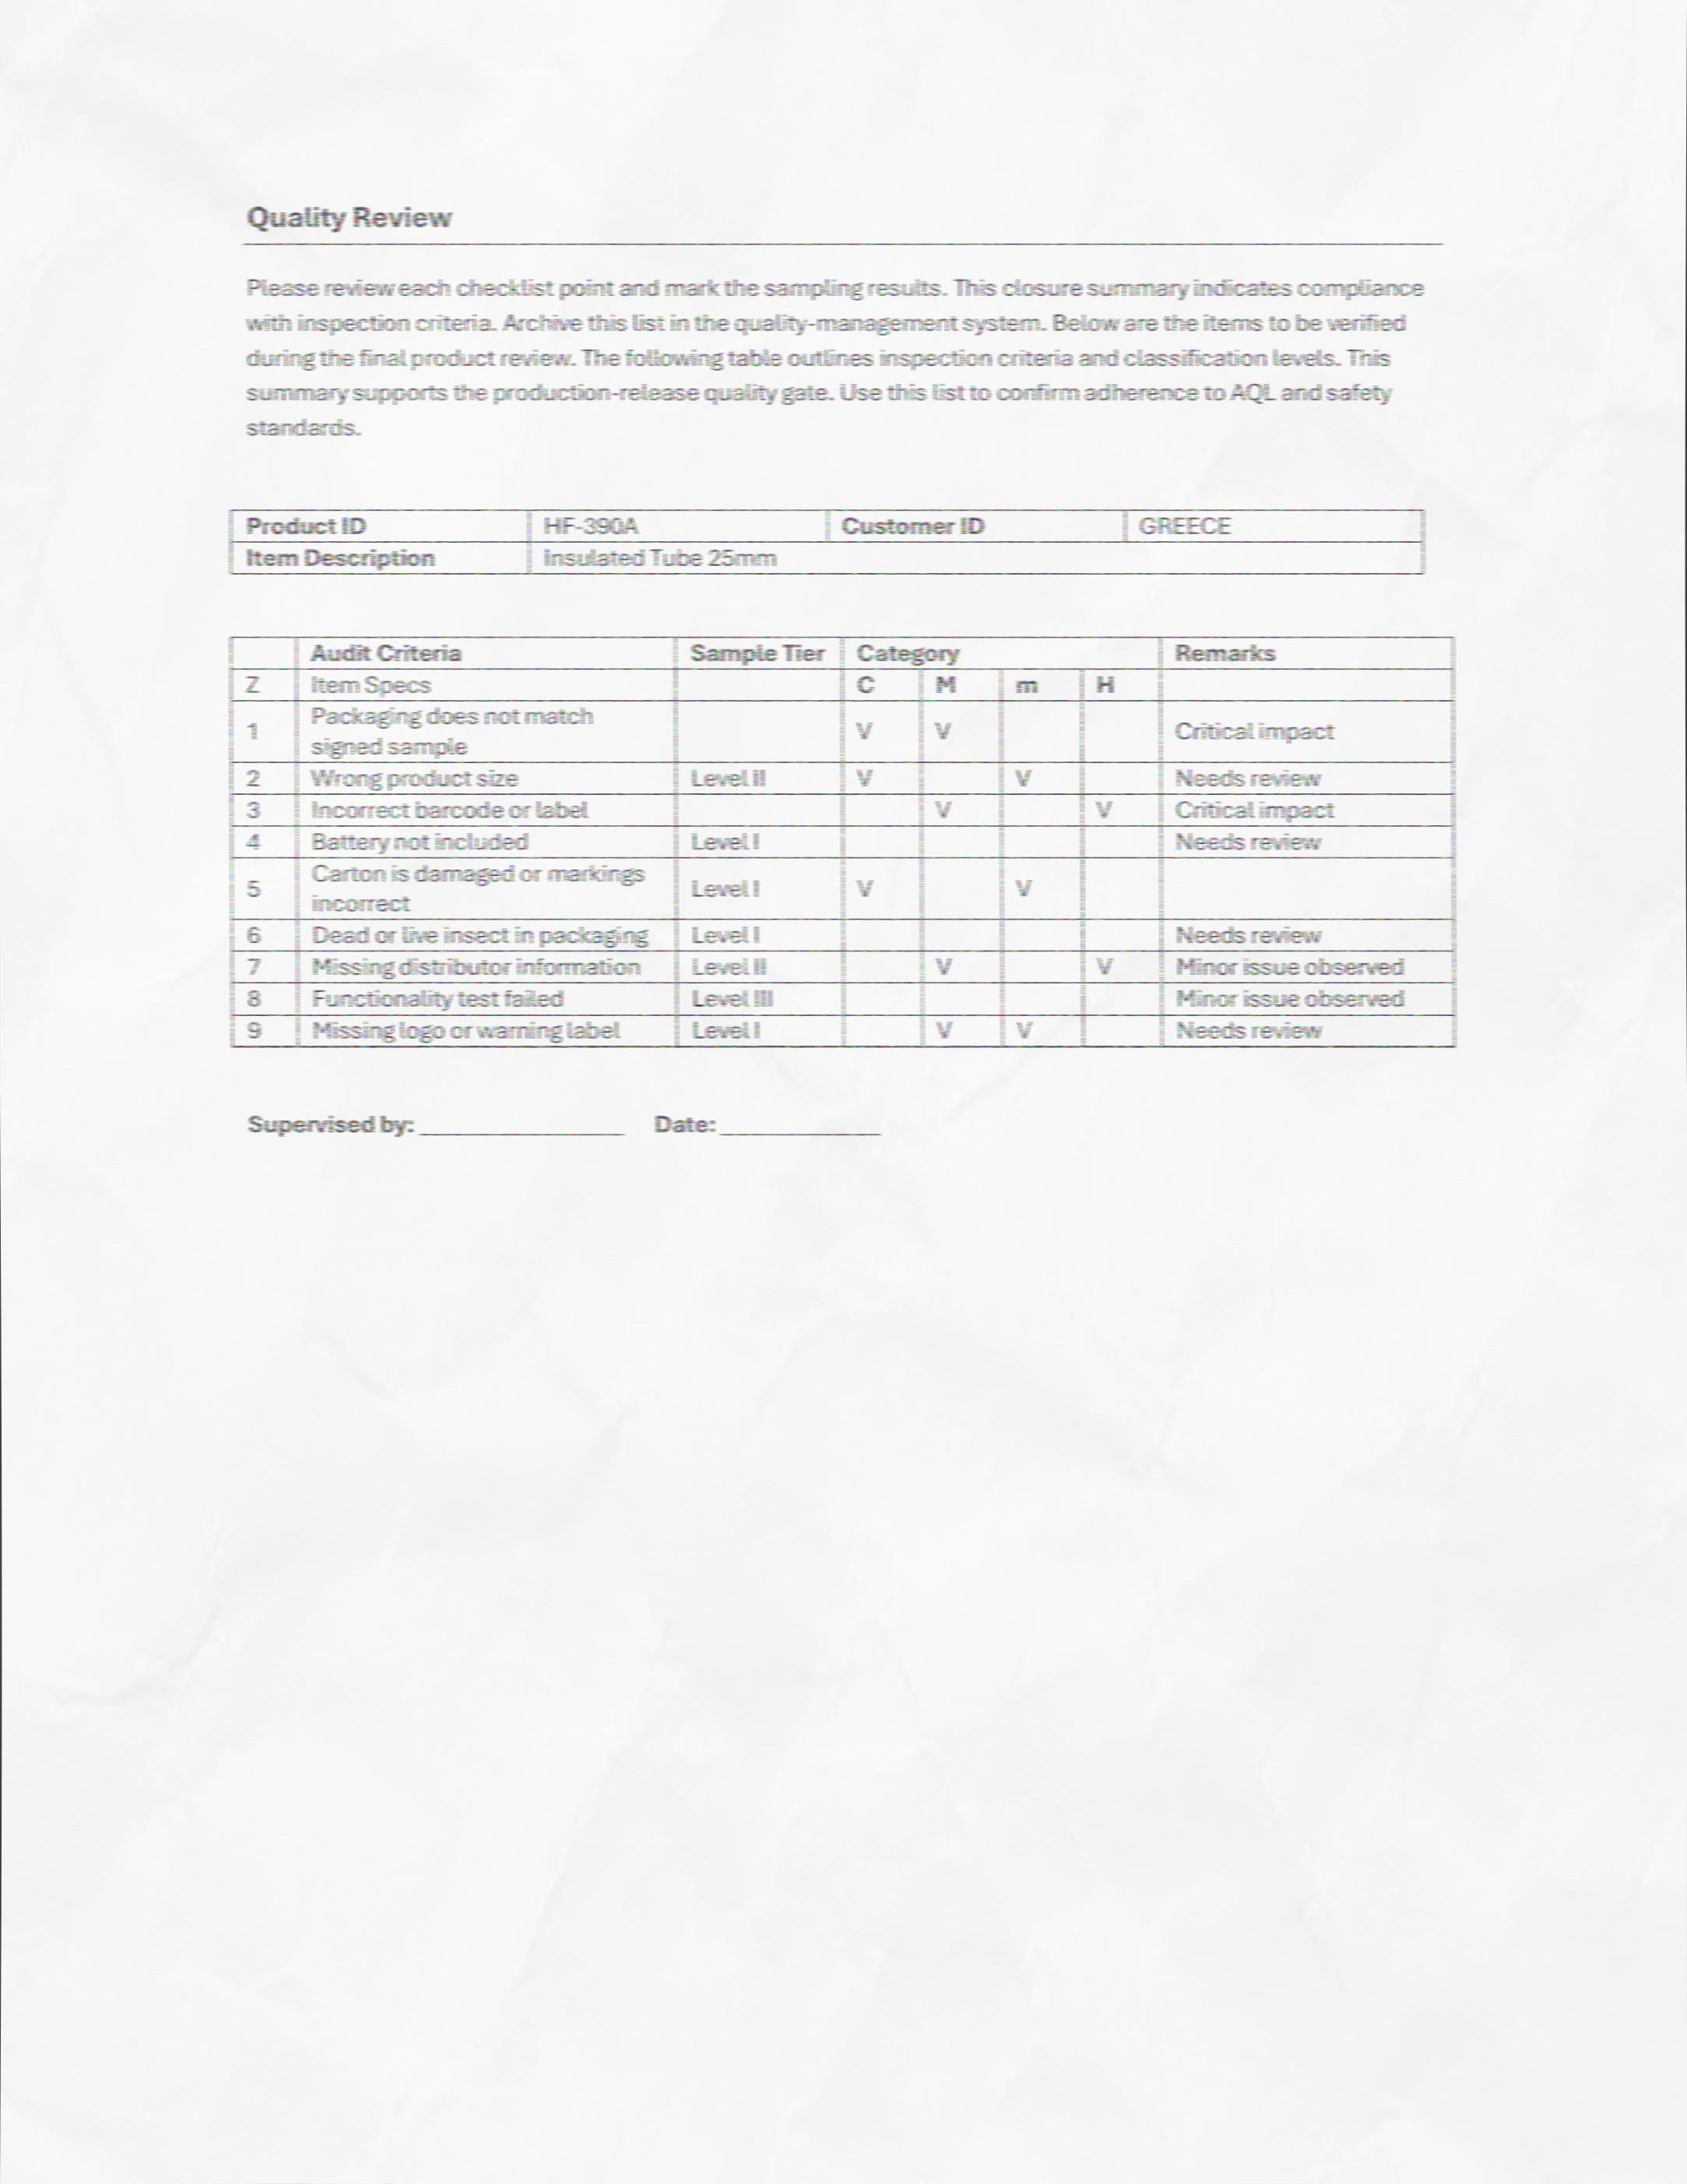 Quality Review
Please review each checklist point and mark the sampling results. This closure summary indicates compliance
with inspection criteria. Archive this list in the quality-management system. Below are the items to be verified
during the final product review. The following table outlines inspection criteria and classification levels. This
summary supports the production-release quality gate. Use this list to confirm adherence to AQL and safety
standards.
Product ID HF-390A Customer ID GREECE
Item Description Insulated Tube 25mm
Audit Criteria Sample Tier Category Remarks
Z Item Specs C M m H
1 Packaging does not match
signed sample V V Critical impact
2 Wrong product size Level II V V Needs review
3 Incorrect barcode or label V V Critical impact
4 Battery not included Level I Needs review
5 Carton is damaged or markings
incorrect Level I V V
6 Dead or live insect in packaging Level I Needs review
7 Missing distributor information Level II V V Minor issue observed
8 Functionality test failed Level III Minor issue observed
9 Missing logo or warning label Level I V V Needs review
Supervised by: Date: